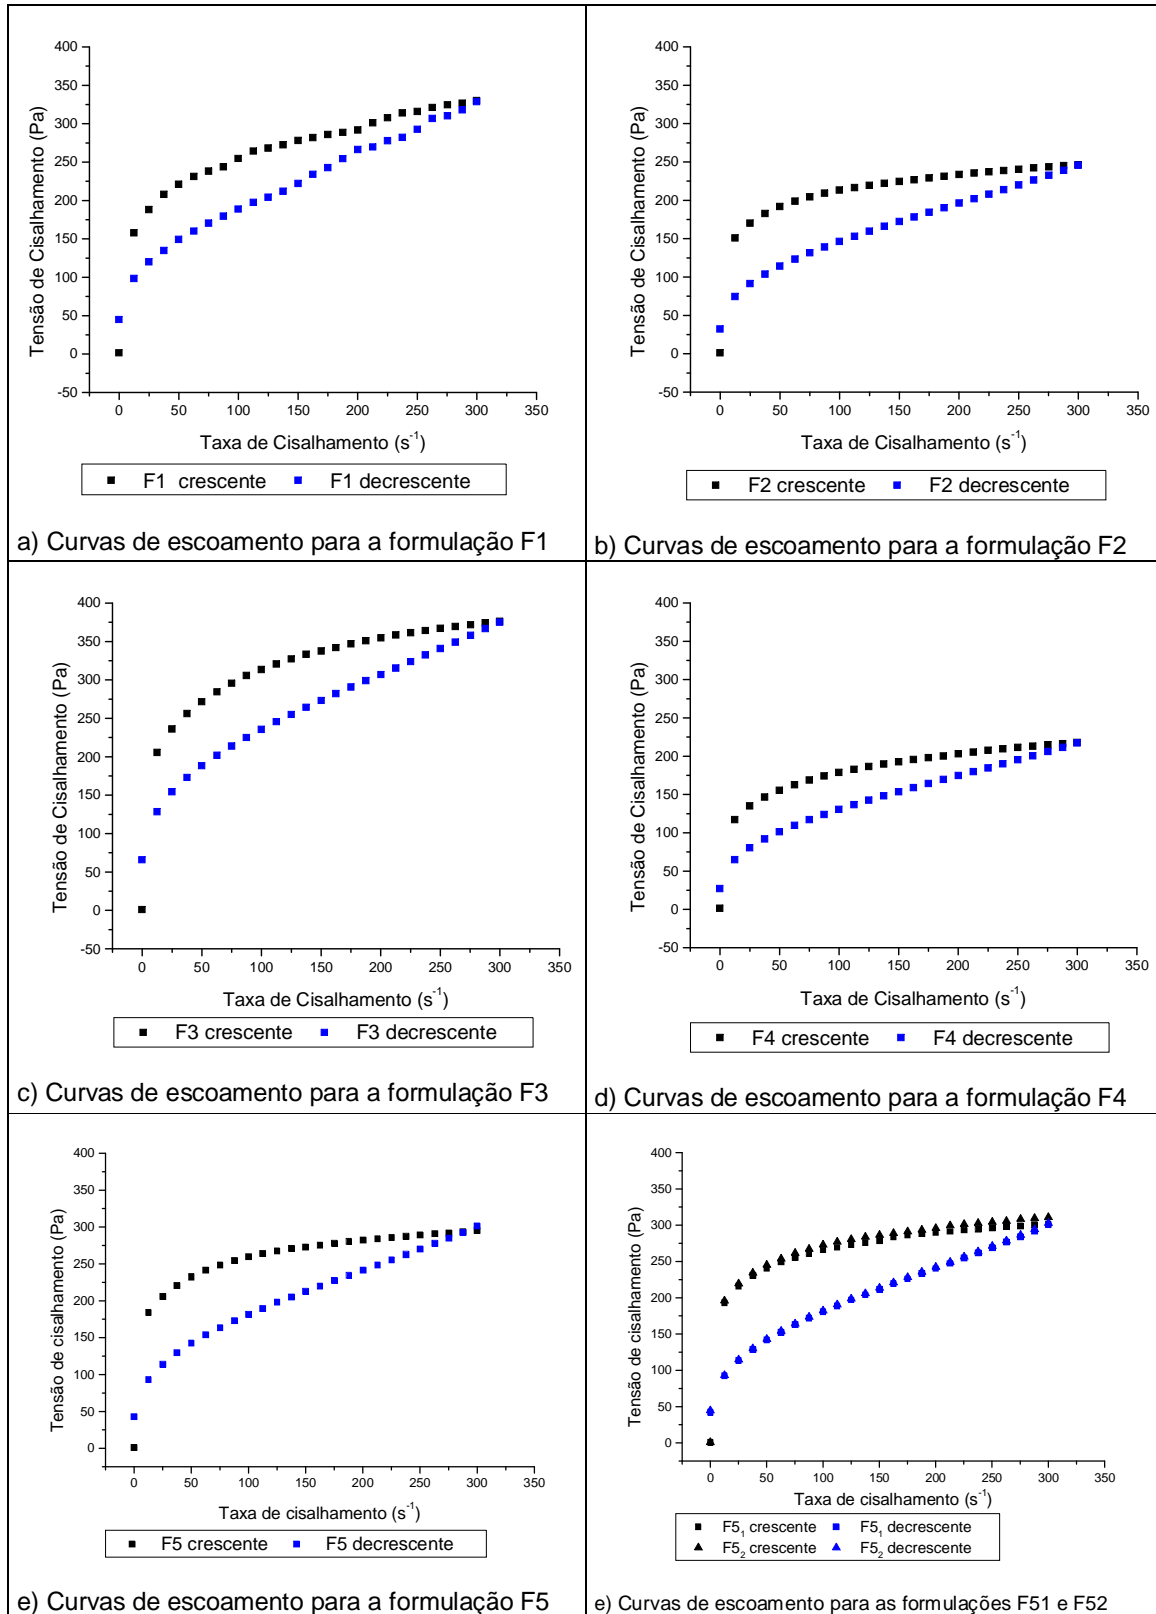 400
350
300
250
200
150
100
50
0
-50
Tensão de Cisalhamento (Pa)
0 50 100 150 200 250 300 350
Taxa de Cisalhamento (s⁻¹)
F1 crescente F1 decrescente
a) Curvas de escoamento para a formulação F1
400
350
300
250
200
150
100
50
0
-50
Tensão de Cisalhamento (Pa)
0 50 100 150 200 250 300 350
Taxa de Cisalhamento (s⁻¹)
F2 crescente F2 decrescente
b) Curvas de escoamento para a formulação F2
400
350
300
250
200
150
100
50
0
-50
Tensão de Cisalhamento (Pa)
0 50 100 150 200 250 300 350
Taxa de Cisalhamento (s⁻¹)
F3 crescente F3 decrescente
c) Curvas de escoamento para a formulação F3
400
350
300
250
200
150
100
50
0
-50
Tensão de Cisalhamento (Pa)
0 50 100 150 200 250 300 350
Taxa de Cisalhamento (s⁻¹)
F4 crescente F4 decrescente
d) Curvas de escoamento para a formulação F4
400
350
300
250
200
150
100
50
0
Tensão de cisalhamento (Pa)
0 50 100 150 200 250 300 350
Taxa de cisalhamento (s⁻¹)
F5 crescente F5 decrescente
e) Curvas de escoamento para a formulação F5
400
350
300
250
200
150
100
50
0
Tensão de cisalhamento (Pa)
0 50 100 150 200 250 300 350
Taxa de cisalhamento (s⁻¹)
F5₁ crescente F5₁ decrescente
F5₂ crescente F5₂ decrescente
e) Curvas de escoamento para as formulações F51 e F52